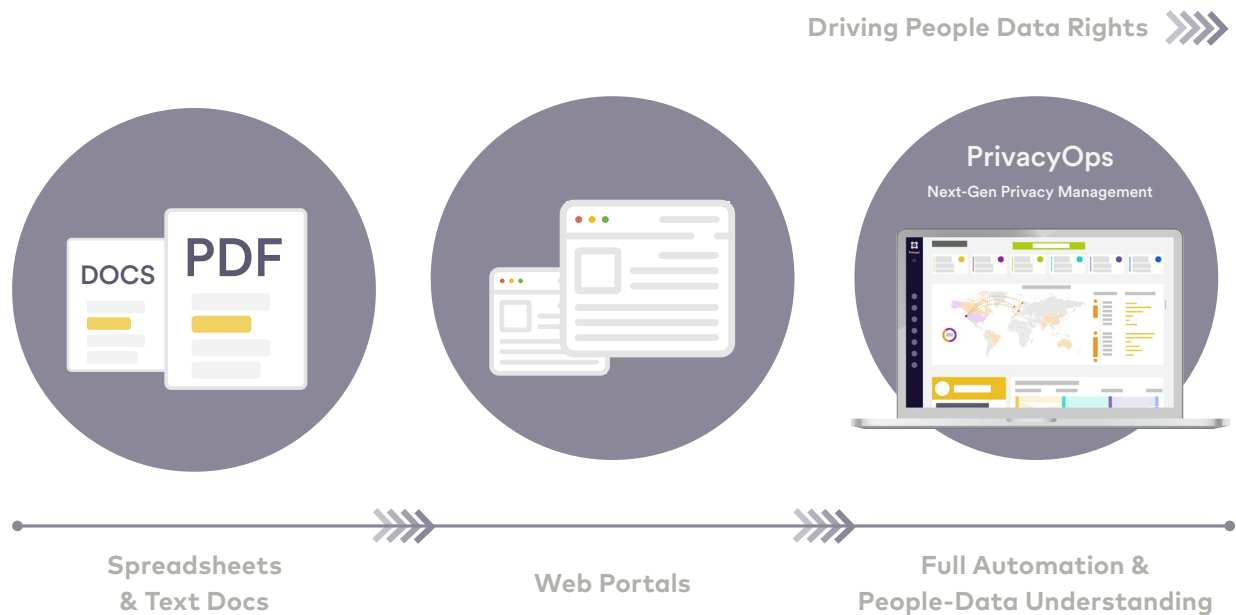 Driving People Data Rights
PrivacyOps
Next-Gen Privacy Management
DOCS
PDF
Spreadsheets
& Text Docs
Web Portals
Full Automation &
People-Data Understanding